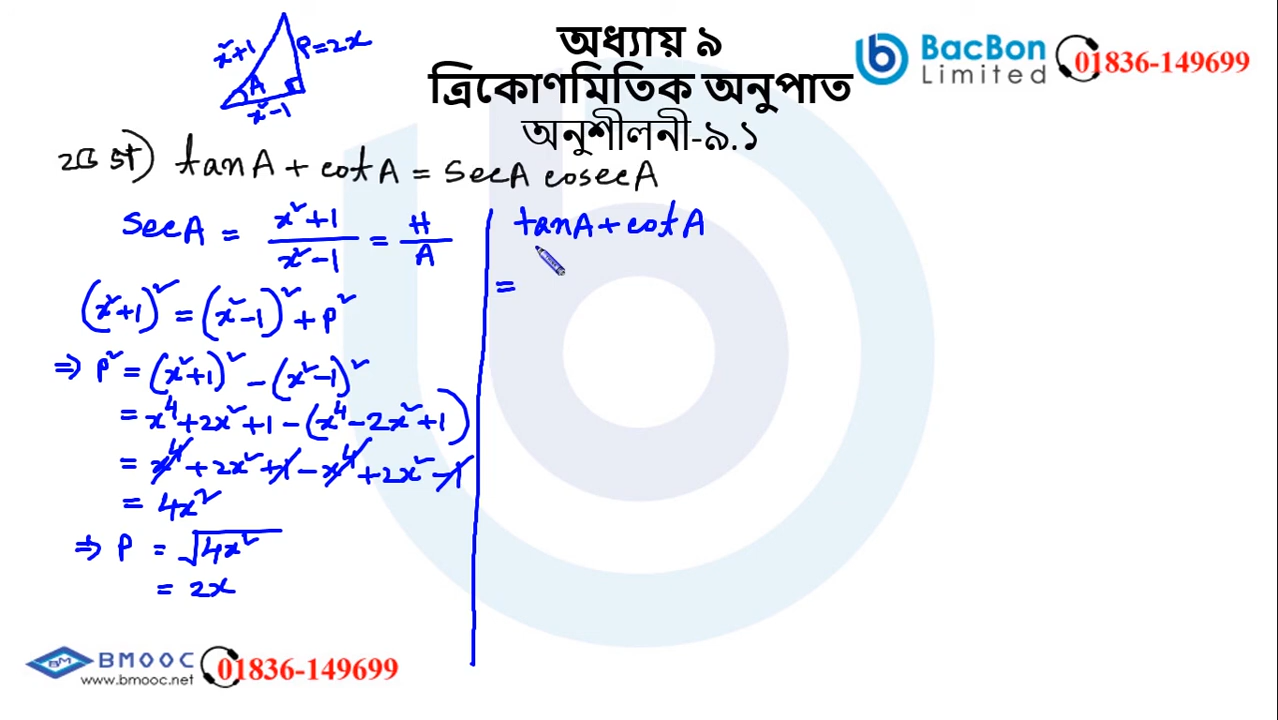 অধ্যায় ৯
ত্রিকোণমিতিক অনুপাত
অনুশীলনী-৯.১
BacBon
Limited
01836-149699
x²+1
P=2x
A
x²-1
tanA + cotA = SecA cosecA
SecA = (x²+1)/(x²-1) = H/A
(x²+1)² = (x²-1)² + P²
⇒ P² = (x²+1)² - (x²-1)²
= x⁴+2x²+1 - (x⁴-2x²+1)
= x⁴+2x²+1-x⁴+2x²-1
= 4x²
⇒ P = √4x²
= 2x
tanA + cotA
=
BM
BMOOC
www.bmooc.net
01836-149699